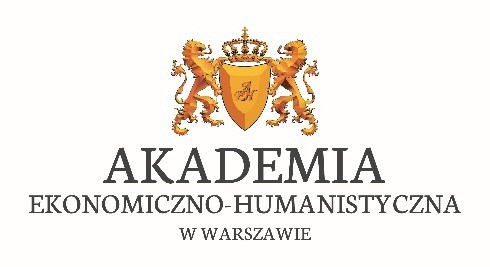 AKADEMIA
EKONOMICZNO-HUMANISTYCZNA
W WARSZAWIE